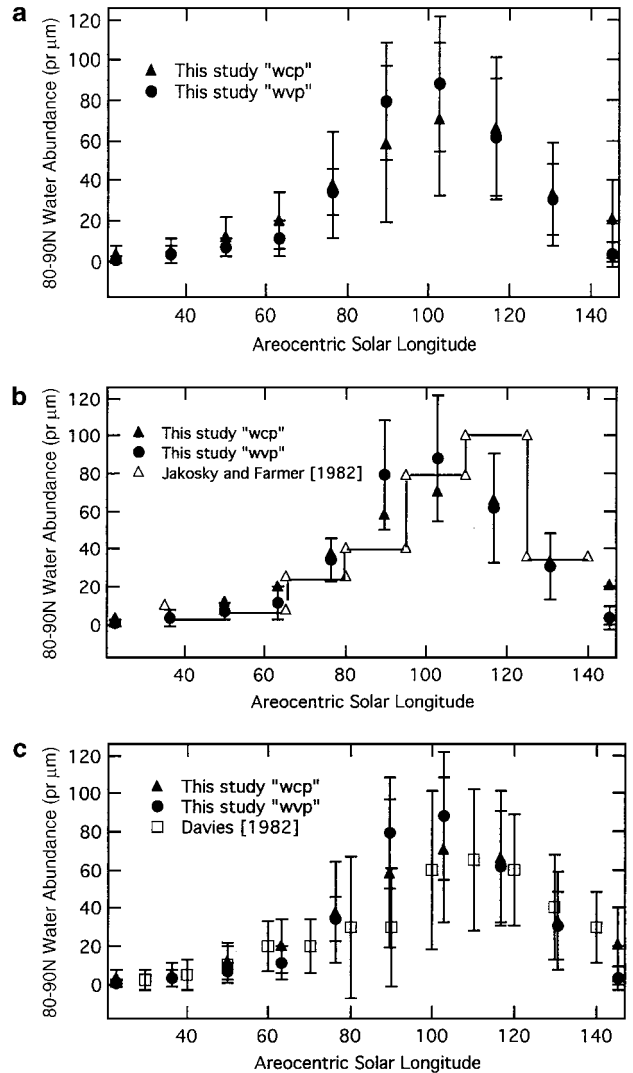 a
80-90N Water Abundance (pr µm)
120
100
80
60
40
20
0
This study "wcp"
This study "wvp"
40
60
80
100
120
140
Areocentric Solar Longitude
b
80-90N Water Abundance (pr µm)
120
100
80
60
40
20
0
This study "wcp"
This study "wvp"
Jakosky and Farmer [1982]
40
60
80
100
120
140
Areocentric Solar Longitude
c
80-90N Water Abundance (pr µm)
120
100
80
60
40
20
0
This study "wcp"
This study "wvp"
Davies [1982]
40
60
80
100
120
140
Areocentric Solar Longitude